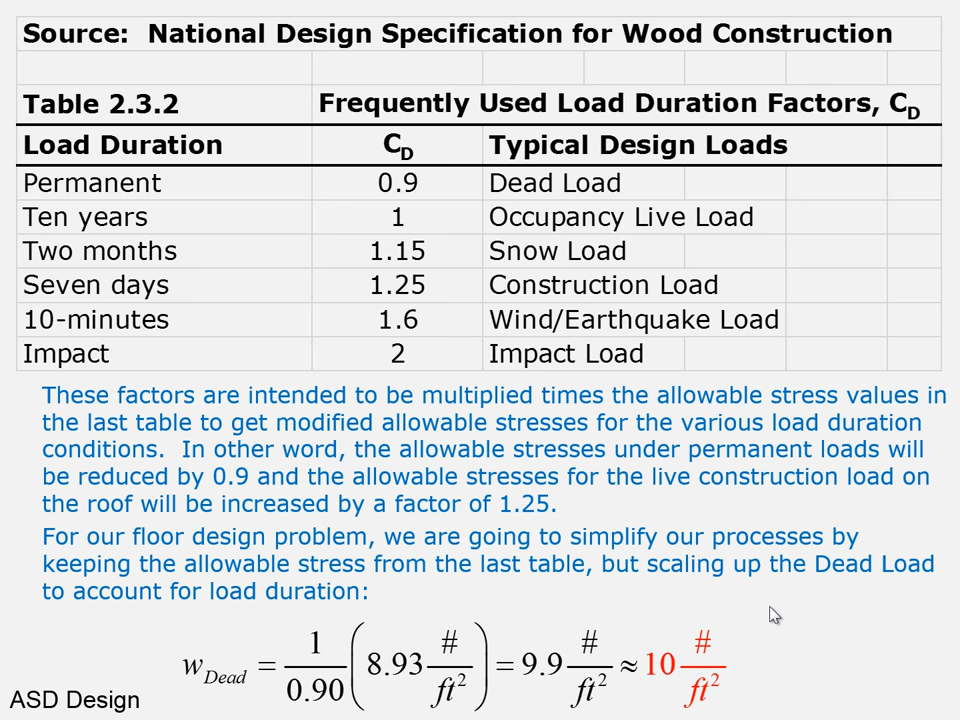 Source:  National Design Specification for Wood Construction
Table 2.3.2 Frequently Used Load Duration Factors, C_D
Load Duration C_D Typical Design Loads
Permanent 0.9 Dead Load
Ten years 1 Occupancy Live Load
Two months 1.15 Snow Load
Seven days 1.25 Construction Load
10-minutes 1.6 Wind/Earthquake Load
Impact 2 Impact Load
These factors are intended to be multiplied times the allowable stress values in
the last table to get modified allowable stresses for the various load duration
conditions.  In other word, the allowable stresses under permanent loads will
be reduced by 0.9 and the allowable stresses for the live construction load on
the roof will be increased by a factor of 1.25.
For our floor design problem, we are going to simplify our processes by
keeping the allowable stress from the last table, but scaling up the Dead Load
to account for load duration:
w_Dead = 1/0.90 (8.93 #/ft²) = 9.9 #/ft² ≈ 10 #/ft²
ASD Design